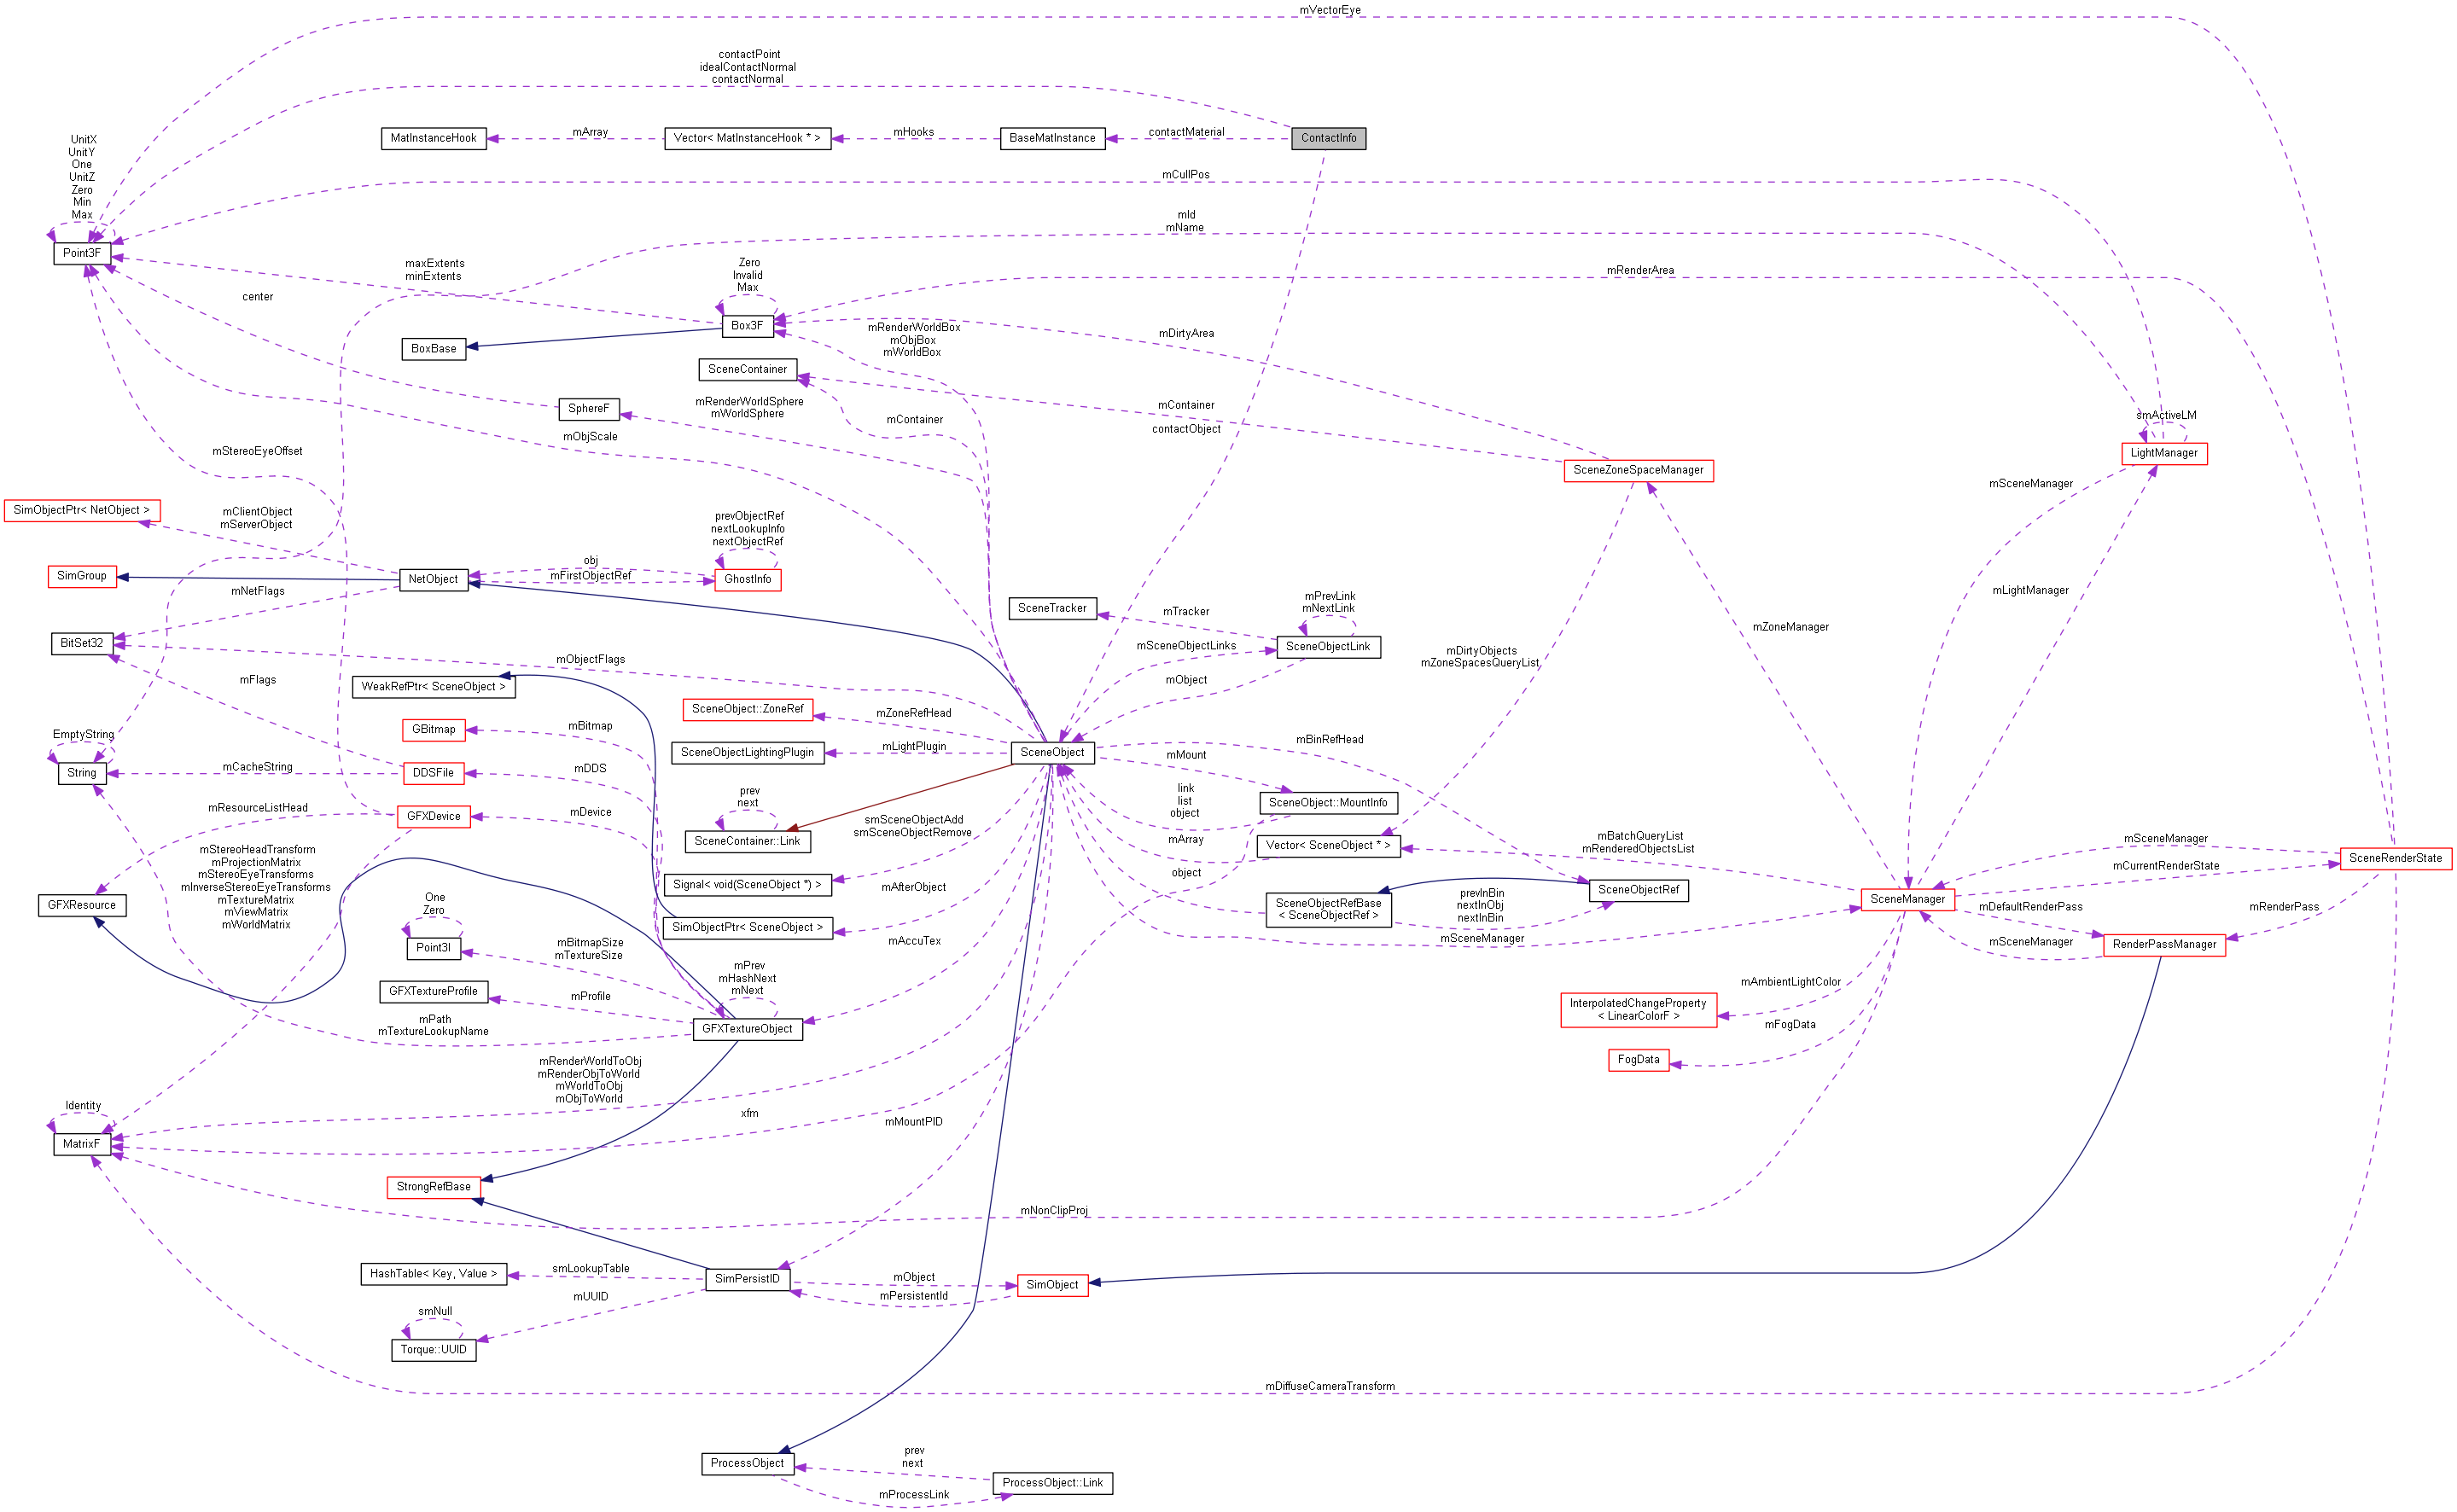 mVectorEye
contactPoint
idealContactNormal
contactNormal
UnitX
UnitY
One
UnitZ
Zero
Min
Max
MatInstanceHook
mArray
Vector< MatInstanceHook * >
mHooks
BaseMatInstance
contactMaterial
ContactInfo
mCullPos
mId
mName
Point3F
maxExtents
minExtents
Zero
Invalid
Max
mRenderArea
center
Box3F
BoxBase
mRenderWorldBox
mObjBox
mWorldBox
mDirtyArea
SceneContainer
SphereF
mRenderWorldSphere
mWorldSphere
mContainer
mContainer
contactObject
smActiveLM
LightManager
mObjScale
mStereoEyeOffset
SceneZoneSpaceManager
mSceneManager
SimObjectPtr< NetObject >
mClientObject
mServerObject
prevObjectRef
nextLookupInfo
nextObjectRef
SimGroup
NetObject
obj
mFirstObjectRef
GhostInfo
mNetFlags
mLightManager
SceneTracker
mTracker
mPrevLink
mNextLink
mZoneManager
BitSet32
mObjectFlags
mSceneObjectLinks
SceneObjectLink
mDirtyObjects
mZoneSpacesQueryList
mFlags
WeakRefPtr< SceneObject >
mObject
SceneObject::ZoneRef
mZoneRefHead
GBitmap
mBitmap
mBinRefHead
EmptyString
String
mCacheString
DDSFile
mDDS
SceneObjectLightingPlugin
mLightPlugin
SceneObject
mMount
mResourceListHead
GFXDevice
mDevice
prev
next
SceneContainer::Link
smSceneObjectAdd
smSceneObjectRemove
link
list
object
SceneObject::MountInfo
mArray
Vector< SceneObject * >
mBatchQueryList
mRenderedObjectsList
mSceneManager
mCurrentRenderState
SceneRenderState
mStereoHeadTransform
mProjectionMatrix
mStereoEyeTransforms
mInverseStereoEyeTransforms
mTextureMatrix
mViewMatrix
mWorldMatrix
GFXResource
One
Zero
Point3I
Signal< void(SceneObject *) >
mAfterObject
SimObjectPtr< SceneObject >
object
SceneObjectRefBase
< SceneObjectRef >
prevInBin
nextInObj
nextInBin
SceneObjectRef
SceneManager
mDefaultRenderPass
mRenderPass
mBitmapSize
mTextureSize
mAccuTex
mSceneManager
mSceneManager
RenderPassManager
GFXTextureProfile
mProfile
mPrev
mHashNext
mNext
mAmbientLightColor
InterpolatedChangeProperty
< LinearColorF >
mPath
mTextureLookupName
GFXTextureObject
mFogData
FogData
mRenderWorldToObj
mRenderObjToWorld
mWorldToObj
mObjToWorld
Identity
MatrixF
xfm
mMountPID
StrongRefBase
mNonClipProj
HashTable< Key, Value >
smLookupTable
SimPersistID
mObject
mPersistentId
SimObject
mUUID
smNull
Torque::UUID
mDiffuseCameraTransform
ProcessObject
prev
next
mProcessLink
ProcessObject::Link